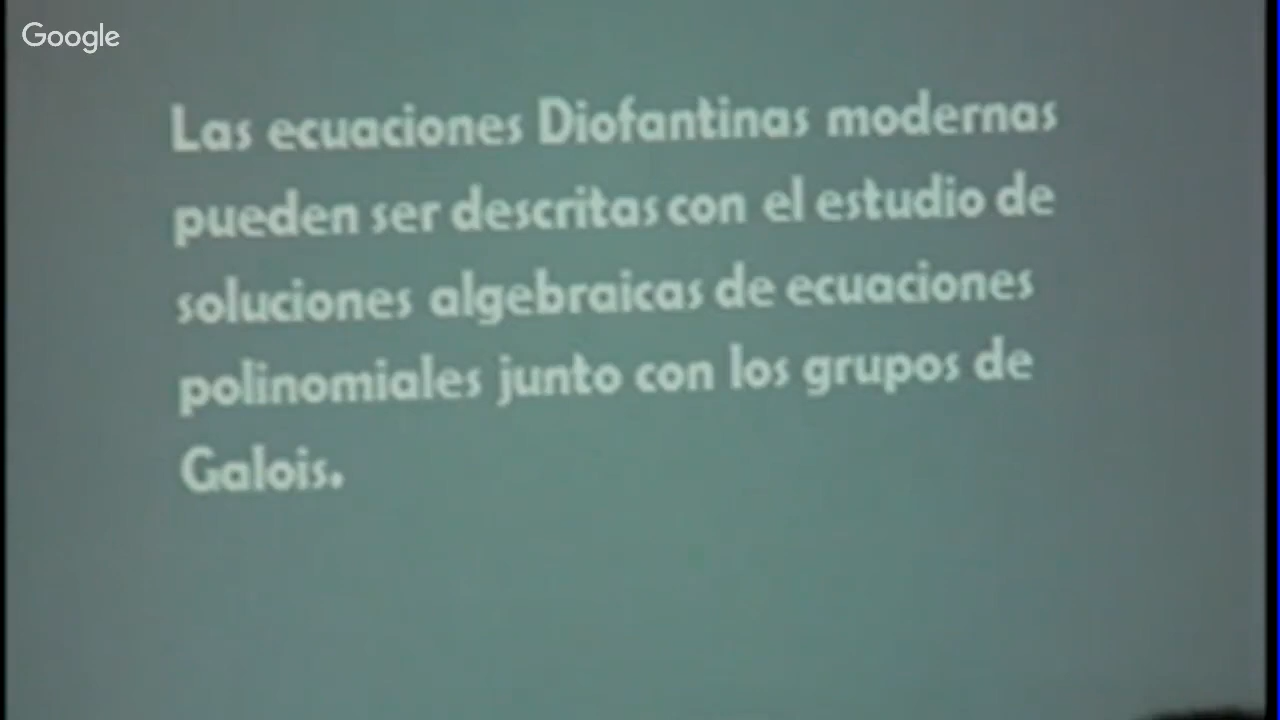 Google
Las ecuaciones Diofantinas modernas
pueden ser descritas con el estudio de
soluciones algebraicas de ecuaciones
polinomiales junto con los grupos de
Galois.